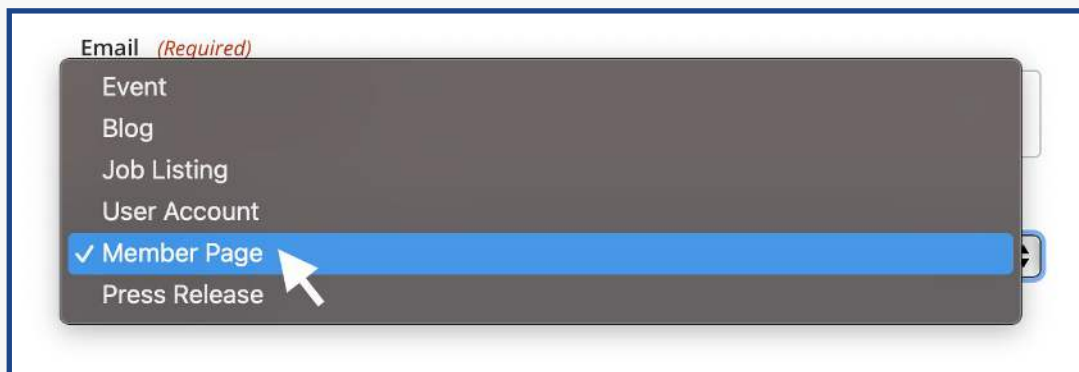 Email (Required)
Event
Blog
Job Listing
User Account
✓ Member Page
Press Release